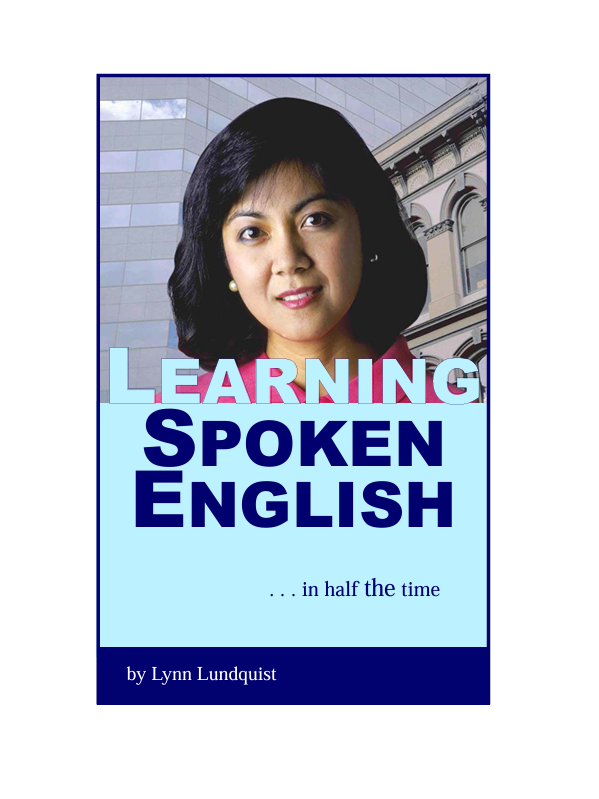 LEARNING
SPOKEN
ENGLISH
. . . in half the time
by Lynn Lundquist